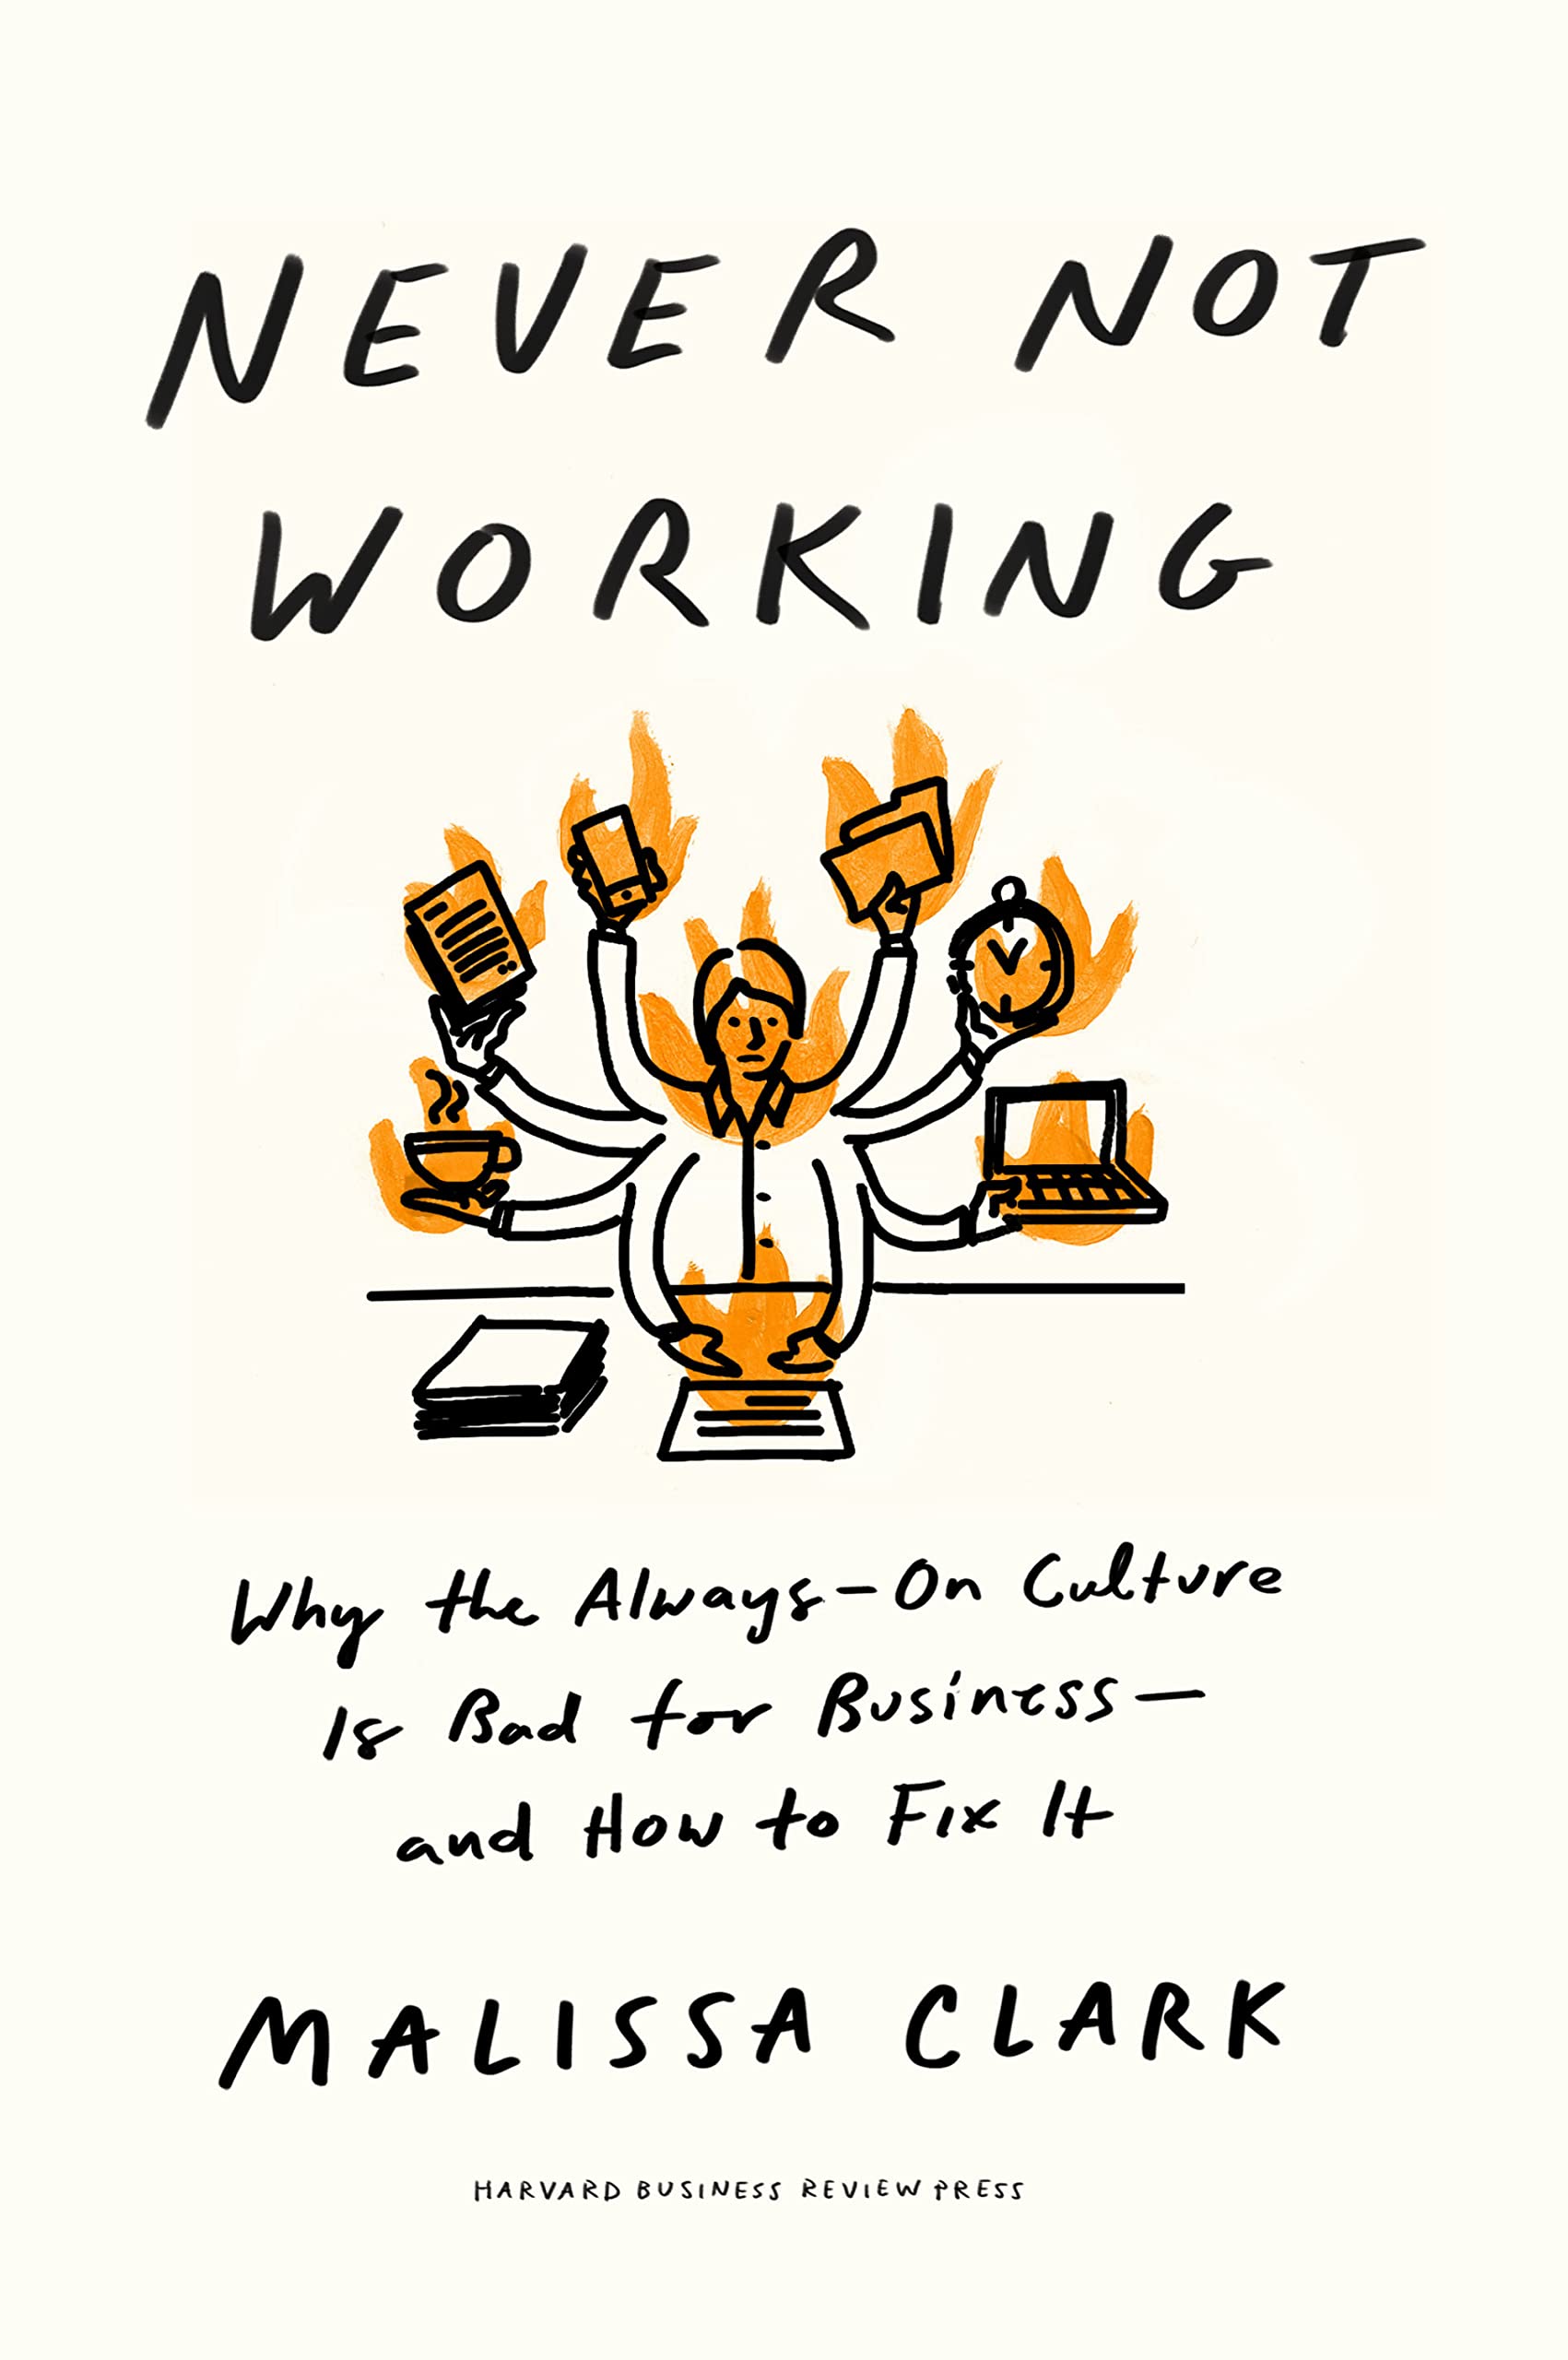 NEVER NOT
WORKING
Why the Always-On Culture
Is Bad for Business—
and How to Fix It
MALISSA CLARK
HARVARD BUSINESS REVIEW PRESS